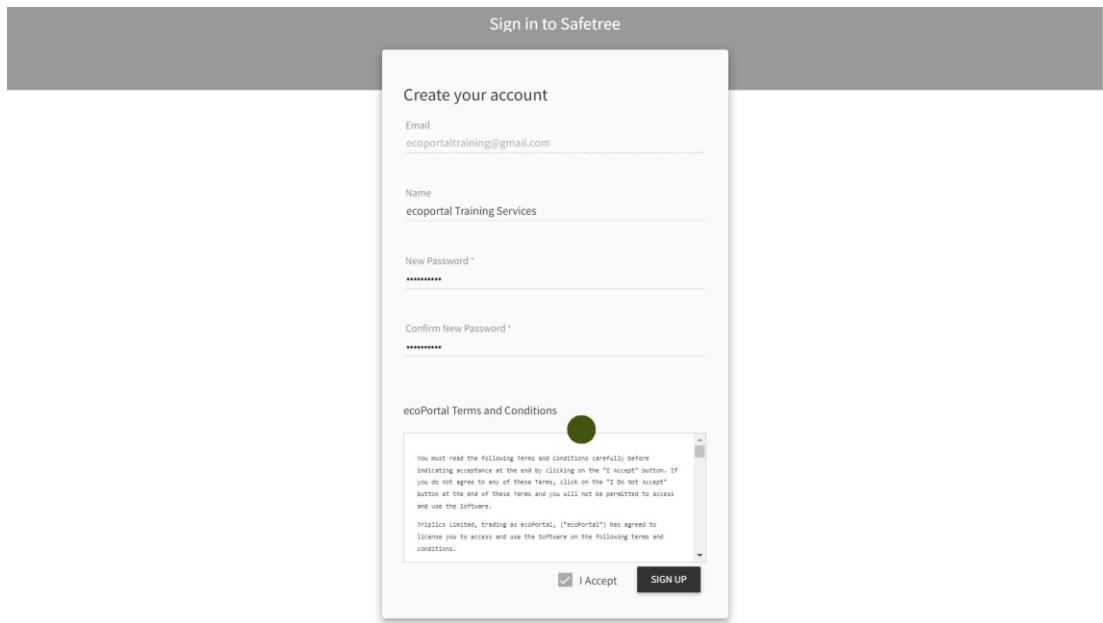 Sign in to Safetree
Create your account
Email
ecoportaltraining@gmail.com
Name
ecoportal Training Services
New Password *
••••••••••
Confirm New Password *
••••••••••
ecoPortal Terms and Conditions
You must read the following Terms and Conditions carefully before
indicating acceptance at the end by clicking on the "I Accept" button. If
you do not agree to any of these Terms, click on the "I Do Not Accept"
button at the end of these Terms and you will not be permitted to access
and use the Software.
Triplics Limited, trading as ecoPortal, ("ecoPortal") has agreed to
license you to access and use the Software on the following terms and
conditions.
I Accept
SIGN UP